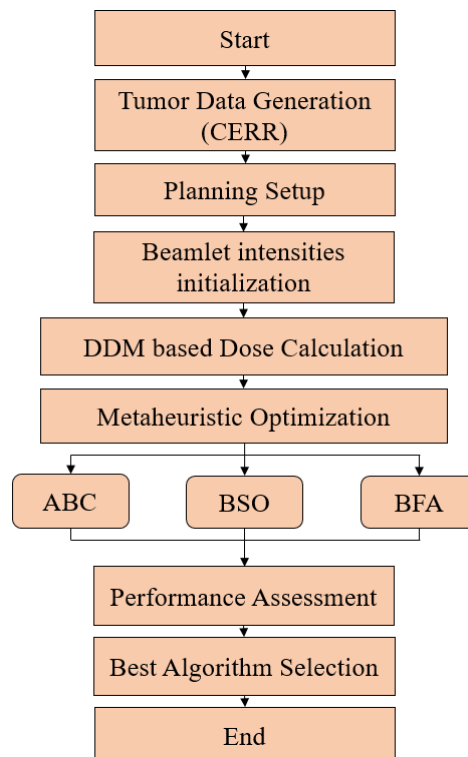 Start
Tumor Data Generation
(CERR)
Planning Setup
Beamlet intensities
initialization
DDM based Dose Calculation
Metaheuristic Optimization
ABC
BSO
BFA
Performance Assessment
Best Algorithm Selection
End